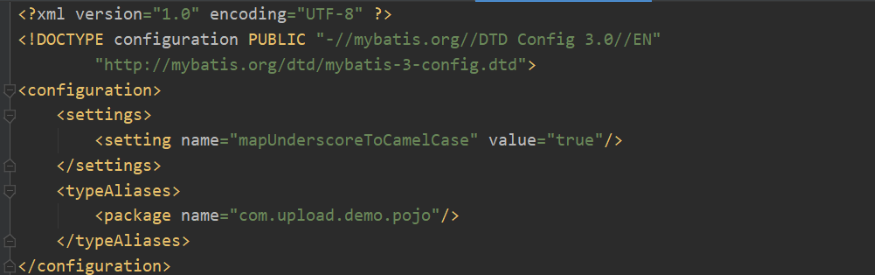 <?xml version="1.0" encoding="UTF-8" ?>
<!DOCTYPE configuration PUBLIC "-//mybatis.org//DTD Config 3.0//EN"
        "http://mybatis.org/dtd/mybatis-3-config.dtd">
<configuration>
    <settings>
        <setting name="mapUnderscoreToCamelCase" value="true"/>
    </settings>
    <typeAliases>
        <package name="com.upload.demo.pojo"/>
    </typeAliases>
</configuration>